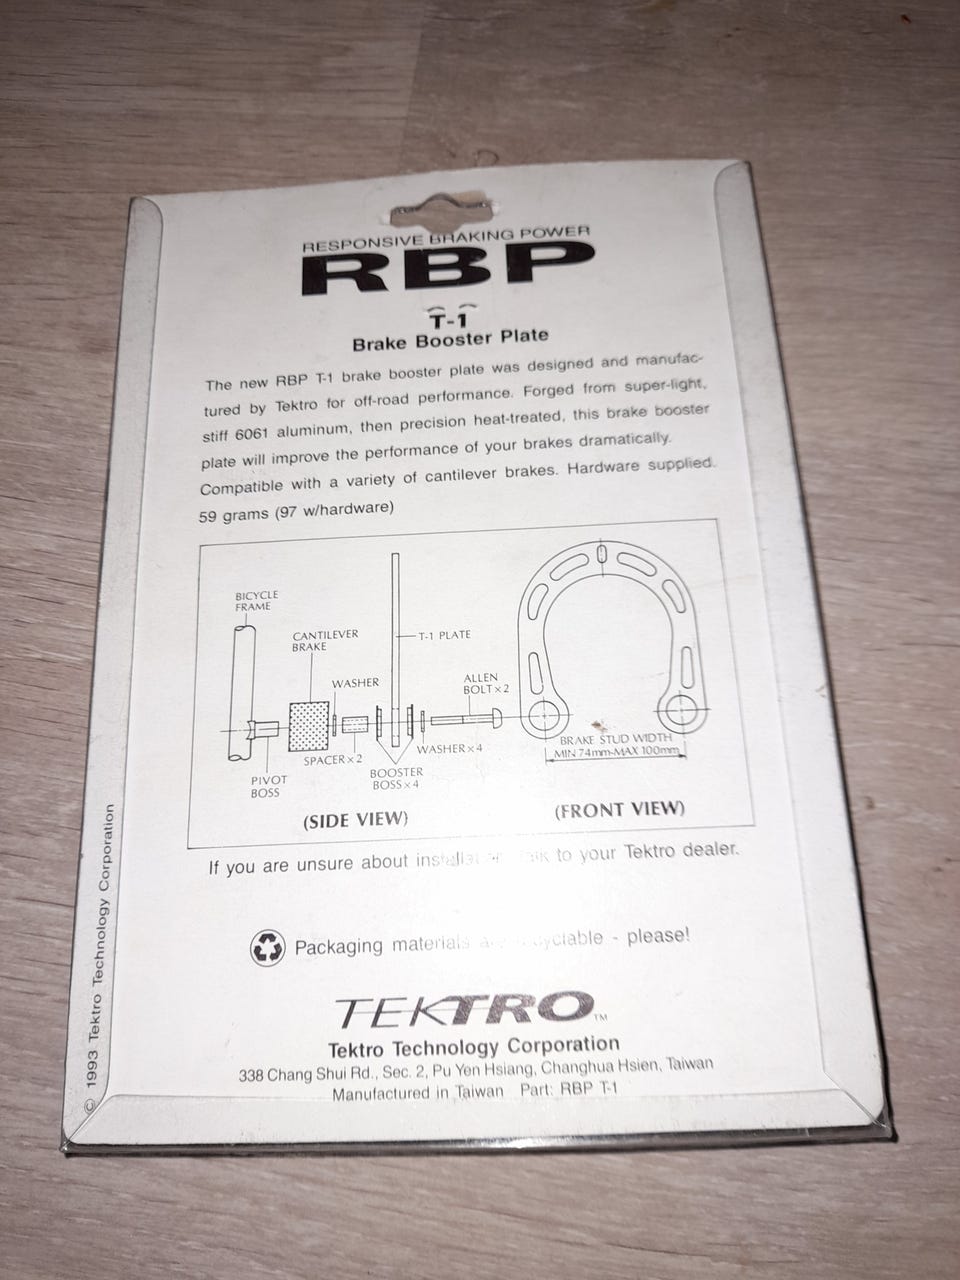 RESPONSIVE BRAKING POWER
RBP
T-1
Brake Booster Plate
The new RBP T-1 brake booster plate was designed and manufac-
tured by Tektro for off-road performance. Forged from super-light,
stiff 6061 aluminum, then precision heat-treated, this brake booster
plate will improve the performance of your brakes dramatically.
Compatible with a variety of cantilever brakes. Hardware supplied.
59 grams (97 w/hardware)
BICYCLE
FRAME
CANTILEVER
BRAKE
WASHER
T-1 PLATE
ALLEN
BOLT×2
SPACER×2
WASHER×4
BOOSTER
BOSS×4
PIVOT
BOSS
BRAKE STUD WIDTH
MIN 74mm-MAX 100mm
(SIDE VIEW)
(FRONT VIEW)
If you are unsure about to your Tektro dealer.
Packaging materials - please!
TEKTRO™
Tektro Technology Corporation
338 Chang Shui Rd., Sec. 2, Pu Yen Hsiang, Changhua Hsien, Taiwan
Manufactured in Taiwan Part: RBP T-1
© 1993 Tektro Technology Corporation